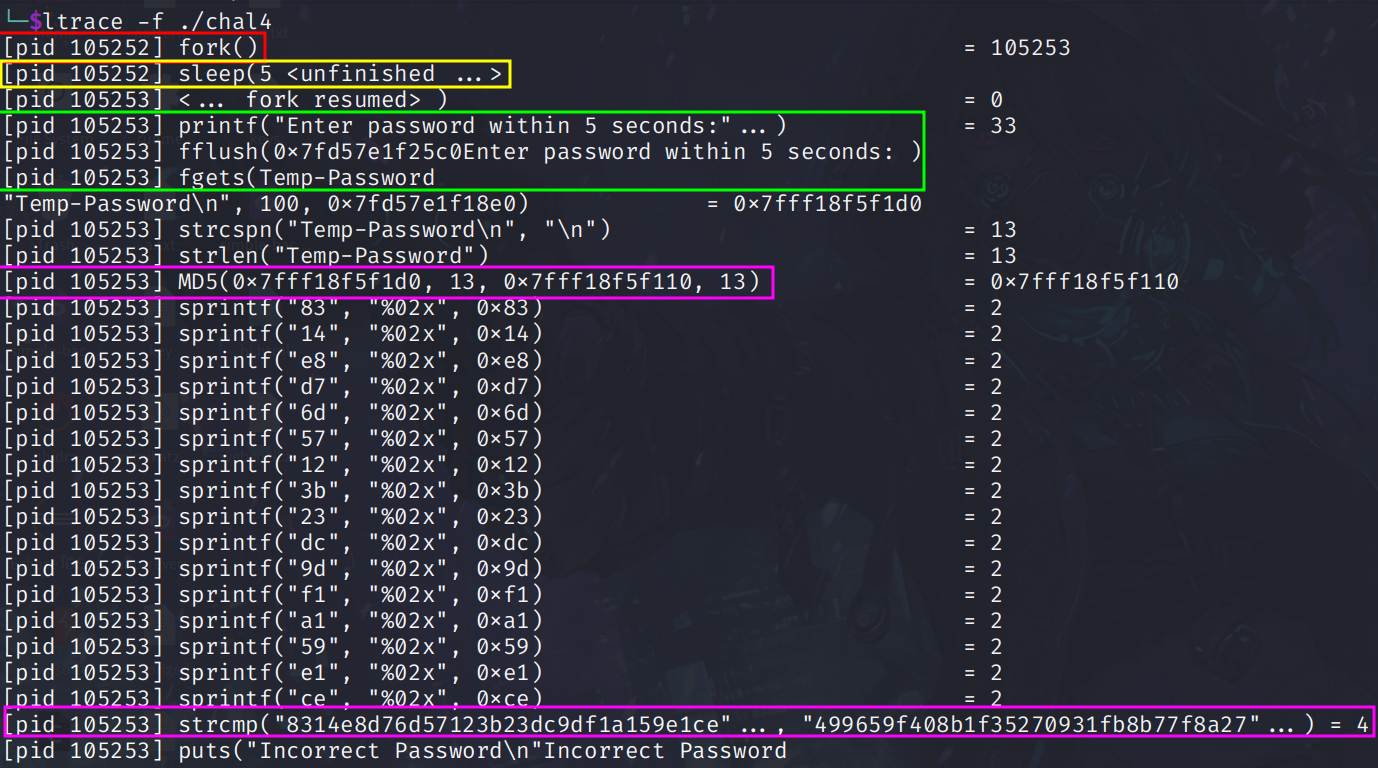 └─$ltrace -f ./chal4
[pid 105252] fork() = 105253
[pid 105252] sleep(5 <unfinished ...>
[pid 105253] <... fork resumed> ) = 0
[pid 105253] printf("Enter password within 5 seconds:"...) = 33
[pid 105253] fflush(0×7fd57e1f25c0Enter password within 5 seconds: )
[pid 105253] fgets(Temp-Password
"Temp-Password\n", 100, 0×7fd57e1f18e0) = 0×7fff18f5f1d0
[pid 105253] strcspn("Temp-Password\n", "\n") = 13
[pid 105253] strlen("Temp-Password") = 13
[pid 105253] MD5(0×7fff18f5f1d0, 13, 0×7fff18f5f110, 13) = 0×7fff18f5f110
[pid 105253] sprintf("83", "%02x", 0×83) = 2
[pid 105253] sprintf("14", "%02x", 0×14) = 2
[pid 105253] sprintf("e8", "%02x", 0×e8) = 2
[pid 105253] sprintf("d7", "%02x", 0×d7) = 2
[pid 105253] sprintf("6d", "%02x", 0×6d) = 2
[pid 105253] sprintf("57", "%02x", 0×57) = 2
[pid 105253] sprintf("12", "%02x", 0×12) = 2
[pid 105253] sprintf("3b", "%02x", 0×3b) = 2
[pid 105253] sprintf("23", "%02x", 0×23) = 2
[pid 105253] sprintf("dc", "%02x", 0×dc) = 2
[pid 105253] sprintf("9d", "%02x", 0×9d) = 2
[pid 105253] sprintf("f1", "%02x", 0×f1) = 2
[pid 105253] sprintf("a1", "%02x", 0×a1) = 2
[pid 105253] sprintf("59", "%02x", 0×59) = 2
[pid 105253] sprintf("e1", "%02x", 0×e1) = 2
[pid 105253] sprintf("ce", "%02x", 0×ce) = 2
[pid 105253] strcmp("8314e8d76d57123b23dc9df1a159e1ce"..., "499659f408b1f35270931fb8b77f8a27"...) = 4
[pid 105253] puts("Incorrect Password\n"Incorrect Password